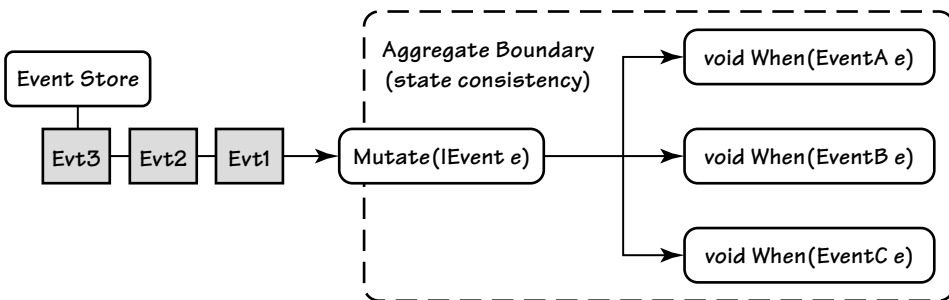 Aggregate Boundary
(state consistency)
void When(EventA e)
Event Store
Evt3
Evt2
Evt1
Mutate(IEvent e)
void When(EventB e)
void When(EventC e)